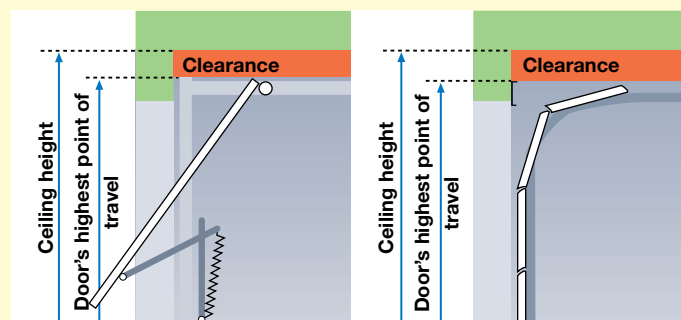 Clearance
Ceiling height
Door's highest point of
travel
Clearance
Ceiling height
Door's highest point of
travel